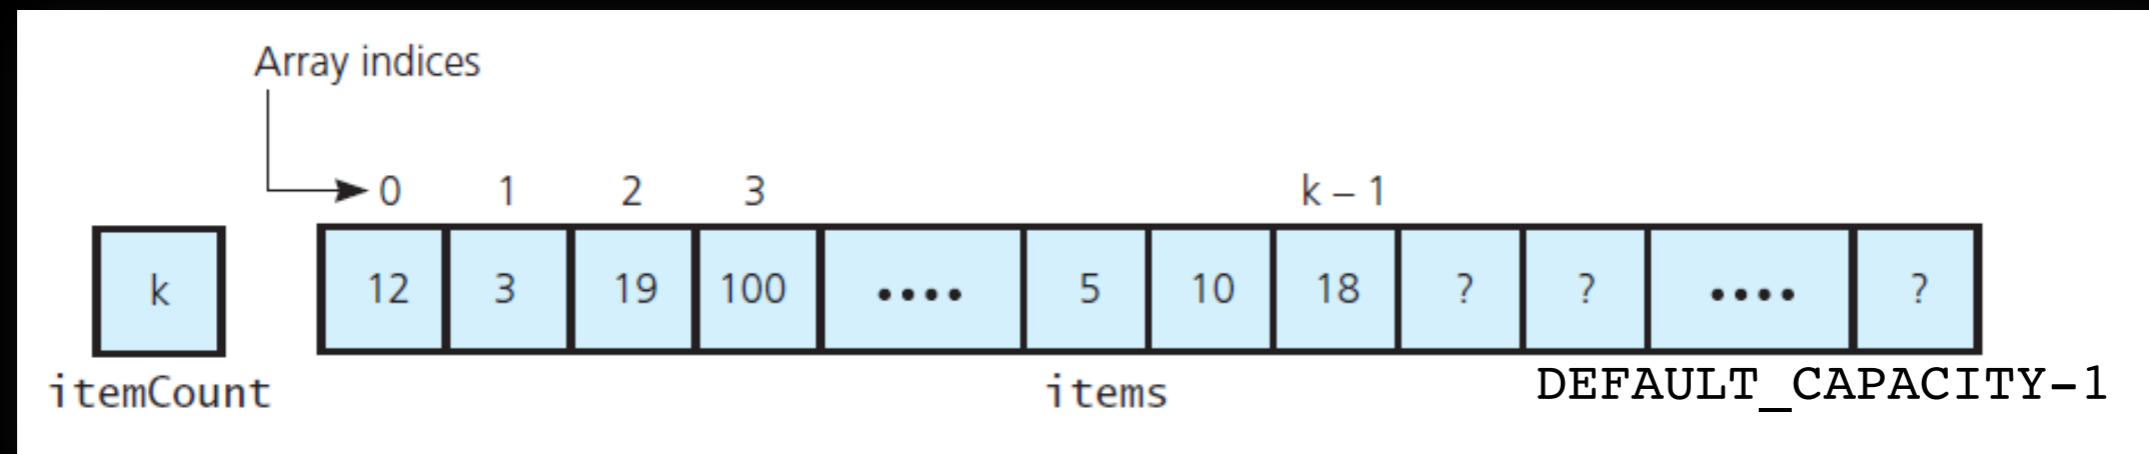 Array indices
0 1 2 3 k – 1
k 12 3 19 100 •••• 5 10 18 ? ? •••• ?
itemCount items DEFAULT_CAPACITY-1